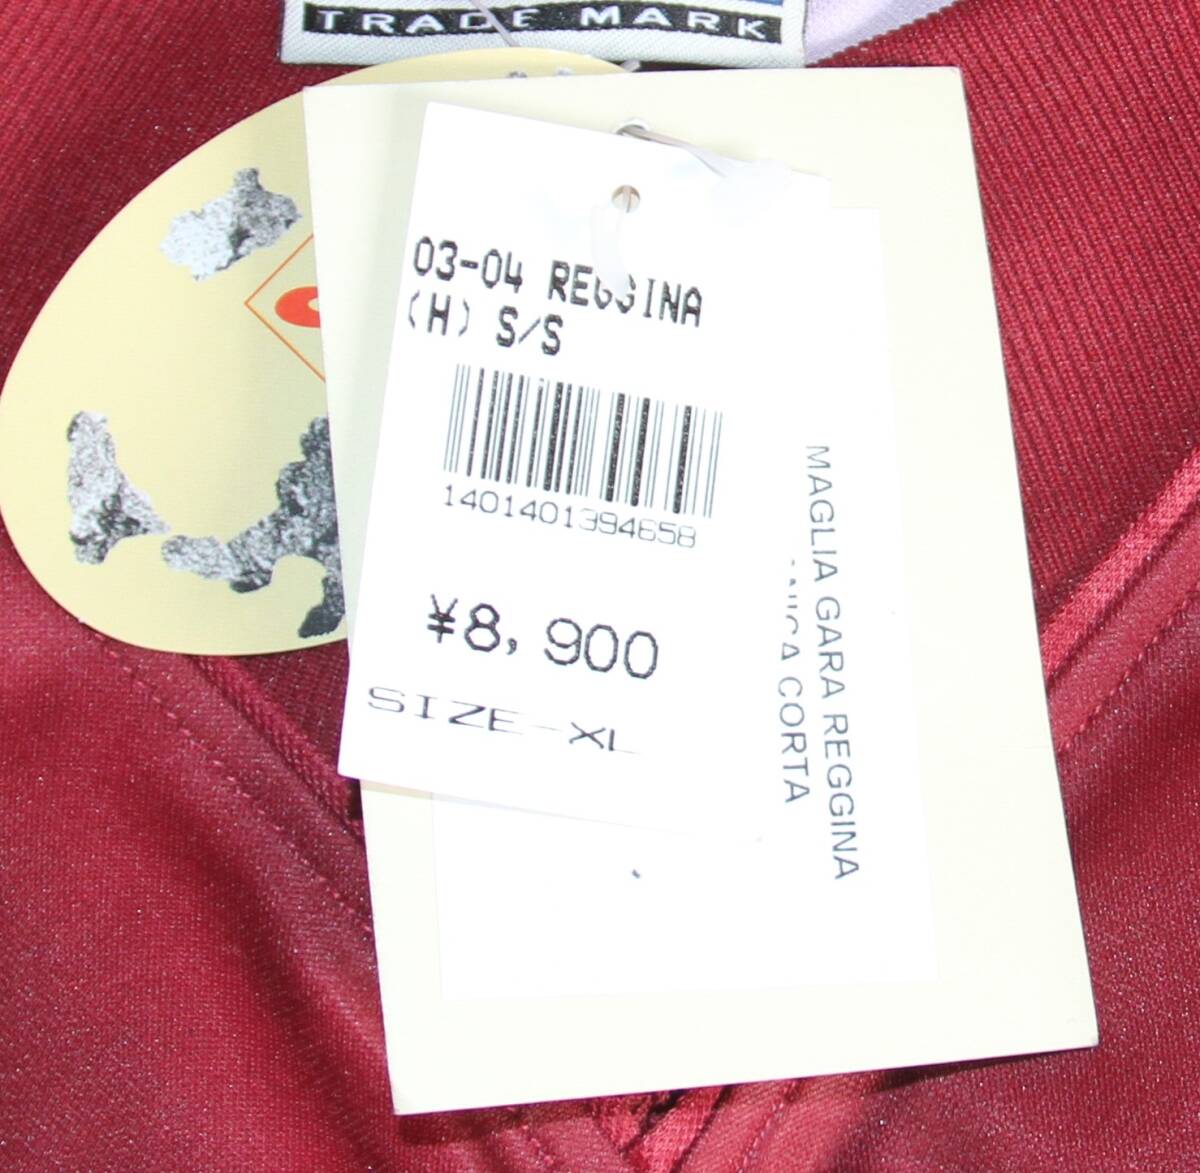 TRADE MARK
03-04 REGGINA
(H) S/S
1401401394658
¥8,900
SIZE-XL
MAGLIA GARA REGGINA
CORTA